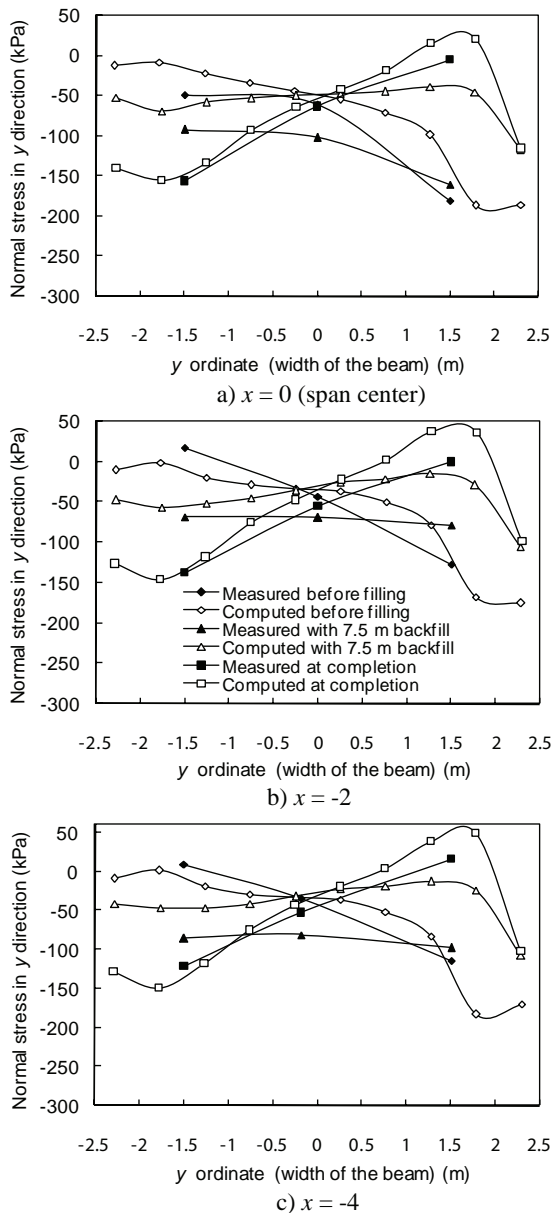 Normal stress in y direction (kPa)
50
0
-50
-100
-150
-200
-250
-300
-2.5 -2 -1.5 -1 -0.5 0 0.5 1 1.5 2 2.5
y ordinate (width of the beam) (m)
a) x = 0 (span center)
Normal stress in y direction (kPa)
50
0
-50
-100
-150
-200
-250
-300
Measured before filling
Computed before filling
Measured with 7.5 m backfill
Computed with 7.5 m backfill
Measured at completion
Computed at completion
-2.5 -2 -1.5 -1 -0.5 0 0.5 1 1.5 2 2.5
y ordinate (width of the beam) (m)
b) x = -2
Normal stress in y direction (kPa)
50
0
-50
-100
-150
-200
-250
-300
-2.5 -2 -1.5 -1 -0.5 0 0.5 1 1.5 2 2.5
y ordinate (width of the beam) (m)
c) x = -4